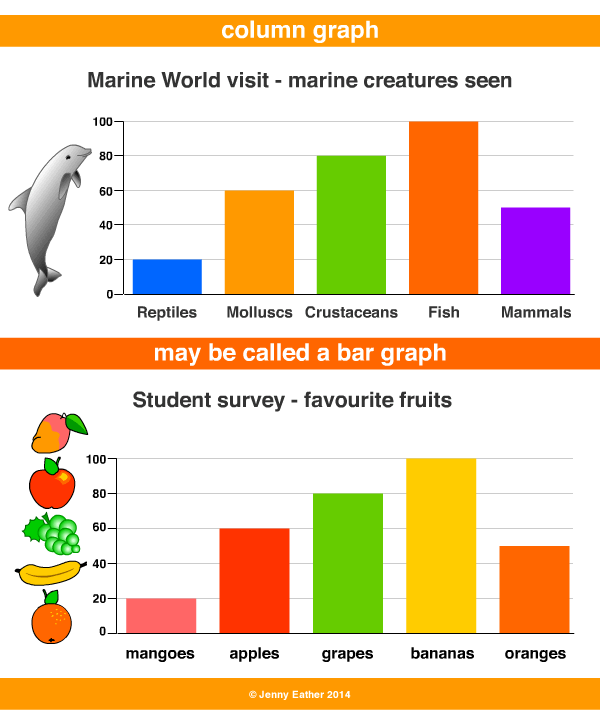 column graph
Marine World visit - marine creatures seen
100
80
60
40
20
0
Reptiles Molluscs Crustaceans Fish Mammals
may be called a bar graph
Student survey - favourite fruits
100
80
60
40
20
0
mangoes apples grapes bananas oranges
© Jenny Eather 2014